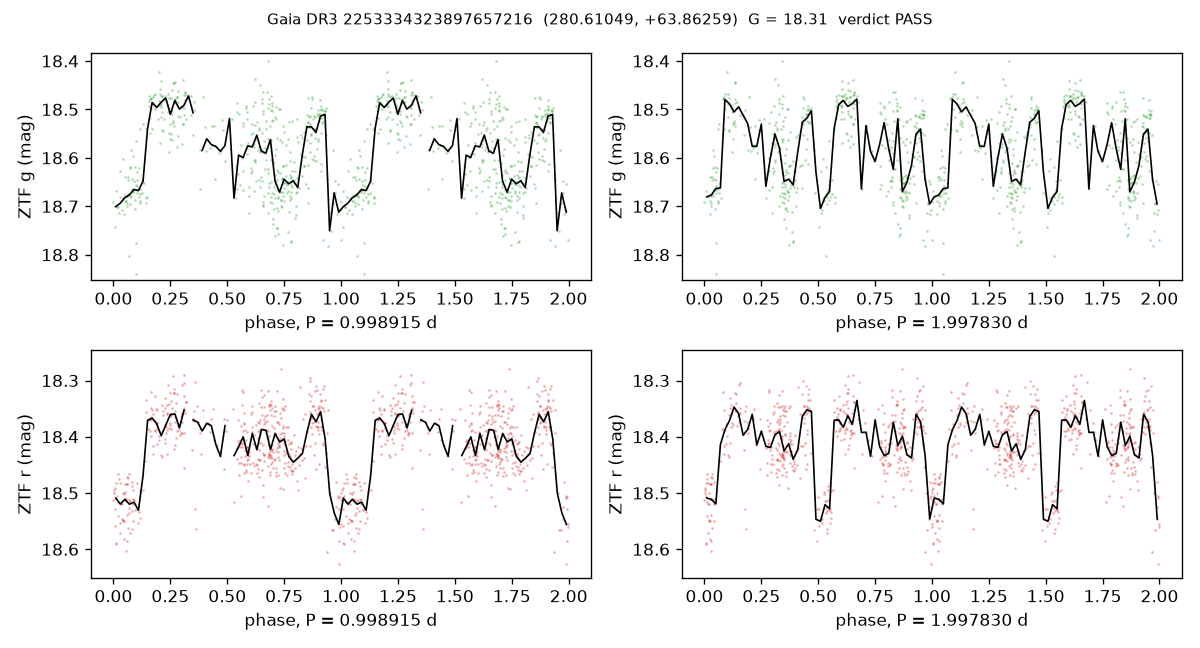 Gaia DR3 2253334323897657216  (280.61049, +63.86259)  G = 18.31  verdict PASS
18.4
18.5
18.6
18.7
18.8
ZTF g (mag)
0.00 0.25 0.50 0.75 1.00 1.25 1.50 1.75 2.00
phase, P = 0.998915 d
18.4
18.5
18.6
18.7
18.8
ZTF g (mag)
0.00 0.25 0.50 0.75 1.00 1.25 1.50 1.75 2.00
phase, P = 1.997830 d
18.3
18.4
18.5
18.6
ZTF r (mag)
0.00 0.25 0.50 0.75 1.00 1.25 1.50 1.75 2.00
phase, P = 0.998915 d
18.3
18.4
18.5
18.6
ZTF r (mag)
0.00 0.25 0.50 0.75 1.00 1.25 1.50 1.75 2.00
phase, P = 1.997830 d